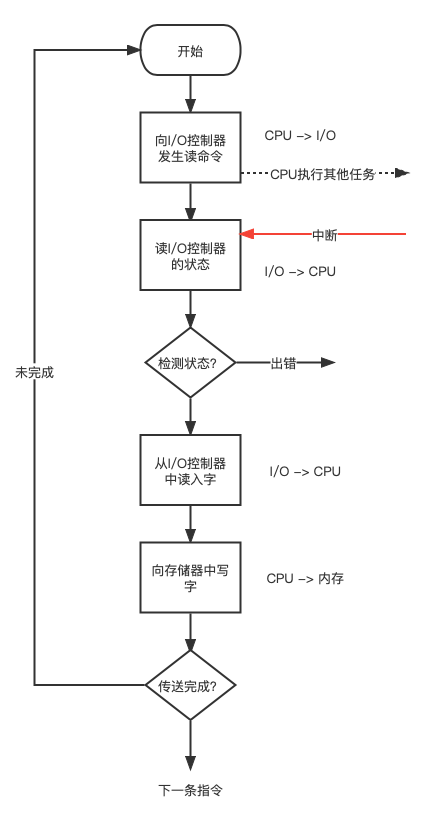 开始
向I/O控制器
发生读命令
CPU -> I/O
CPU执行其他任务
读I/O控制器
的状态
中断
I/O -> CPU
检测状态?
出错
未完成
从I/O控制器
中读入字
I/O -> CPU
向存储器中写
字
CPU -> 内存
传送完成?
下一条指令